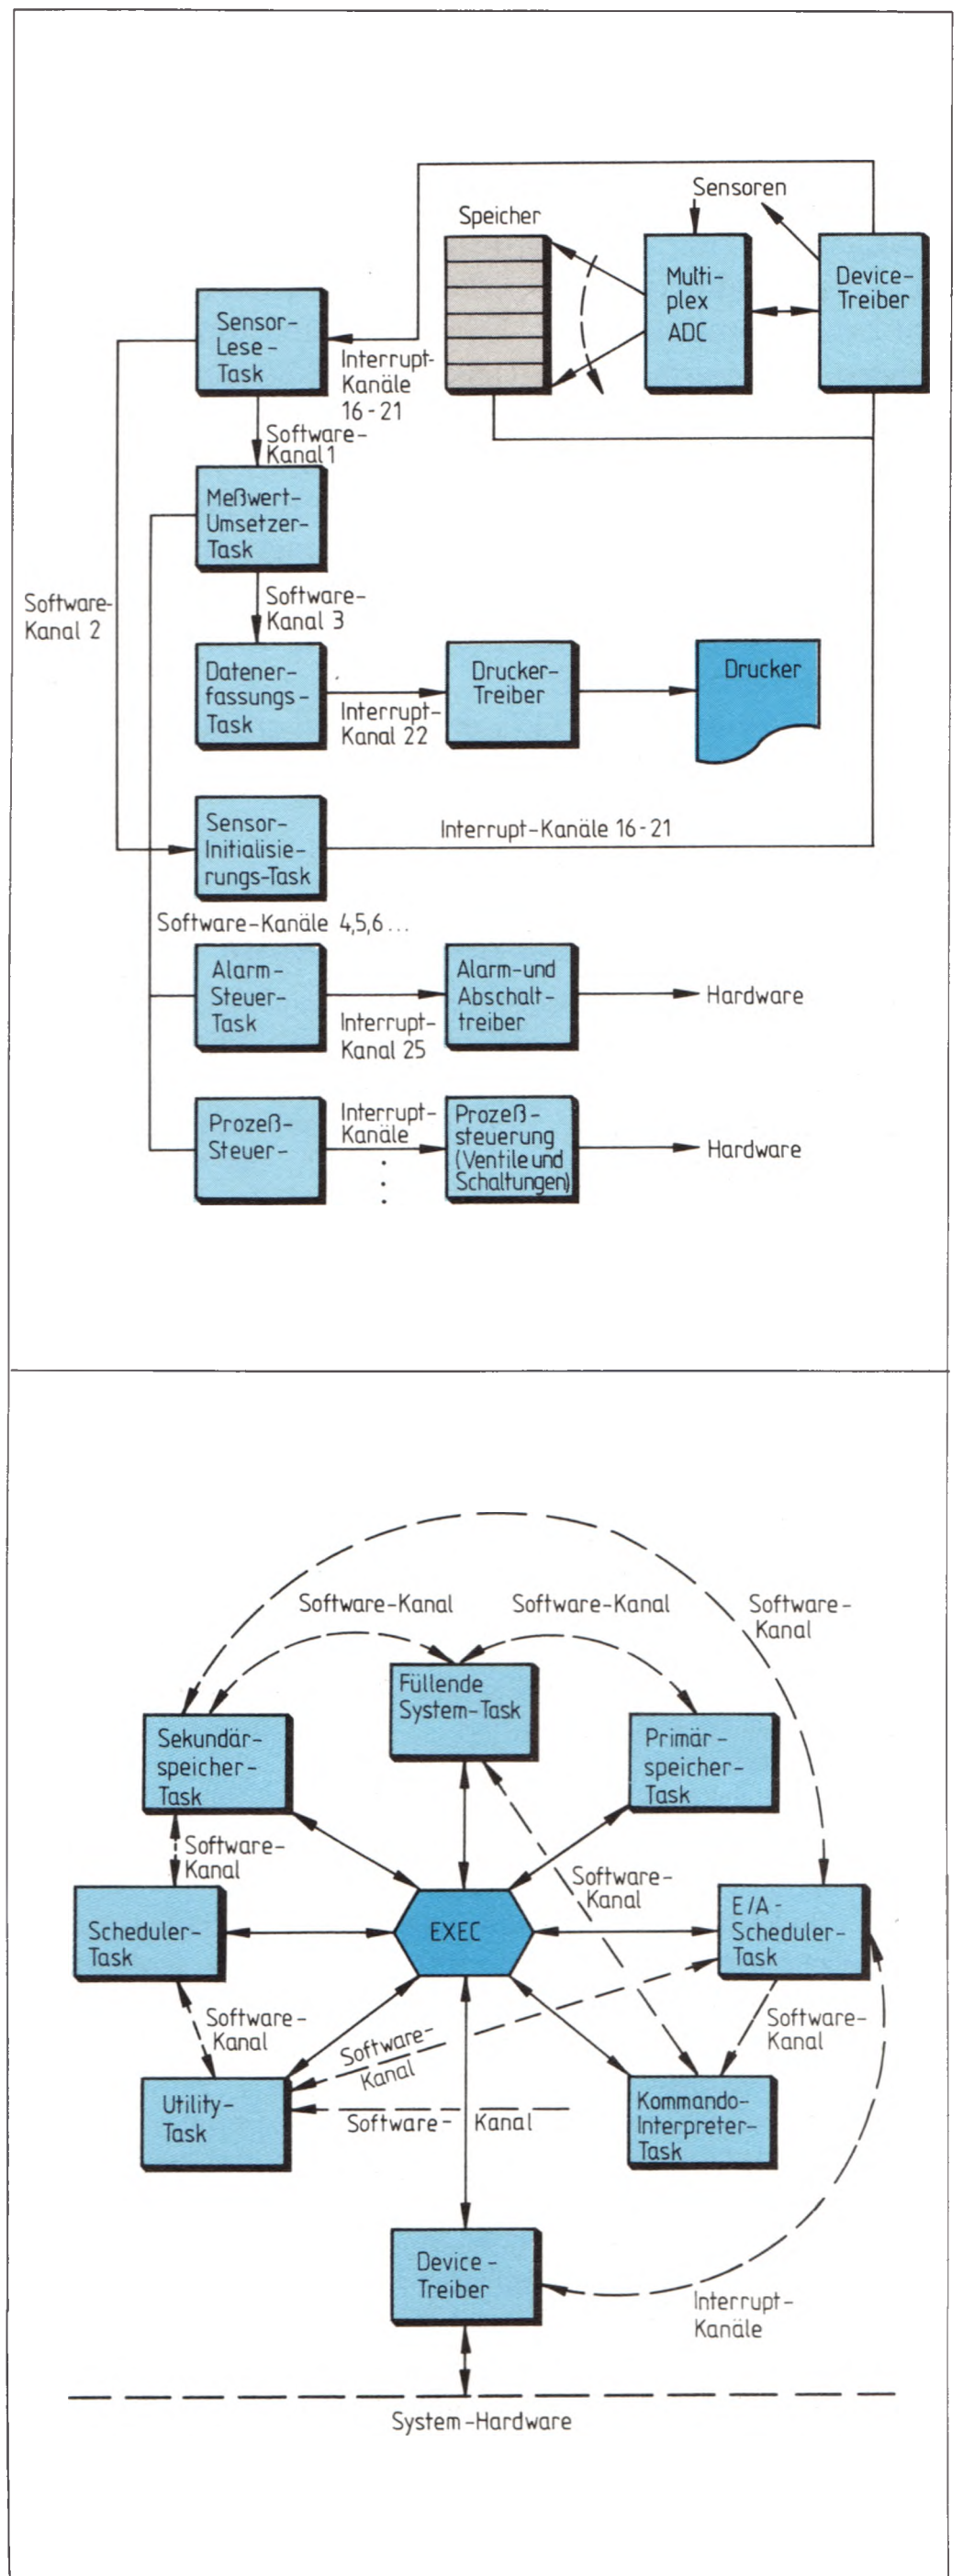 Sensoren
Speicher
Multi-
plex
ADC
Device-
Treiber
Sensor-
Lese-
Task
Interrupt-
Kanäle
16-21
Software-
Kanal 1
Meßwert-
Umsetzer-
Task
Software-
Kanal 2
Software-
Kanal 3
Datener-
fassungs-
Task
Interrupt-
Kanal 22
Drucker-
Treiber
Drucker
Sensor-
Initialisie-
rungs-Task
Interrupt-Kanäle 16-21
Software-Kanäle 4,5,6...
Alarm-
Steuer-
Task
Interrupt-
Kanal 25
Alarm-und
Abschalt-
treiber
Hardware
Prozeß-
Steuer-
Interrupt-
Kanäle
Prozeß-
steuerung
(Ventile und
Schaltungen)
Hardware
Software-Kanal
Software-Kanal
Software-
Kanal
Füllende
System-Task
Sekundär-
speicher-
Task
Primär-
speicher-
Task
Software-
Kanal
Software-
Kanal
Scheduler-
Task
EXEC
E/A-
Scheduler-
Task
Software-
Kanal
Software-
Kanal
Software-
Kanal
Utility-
Task
Software-Kanal
Kommando-
Interpreter-
Task
Device-
Treiber
Interrupt-
Kanäle
System-Hardware